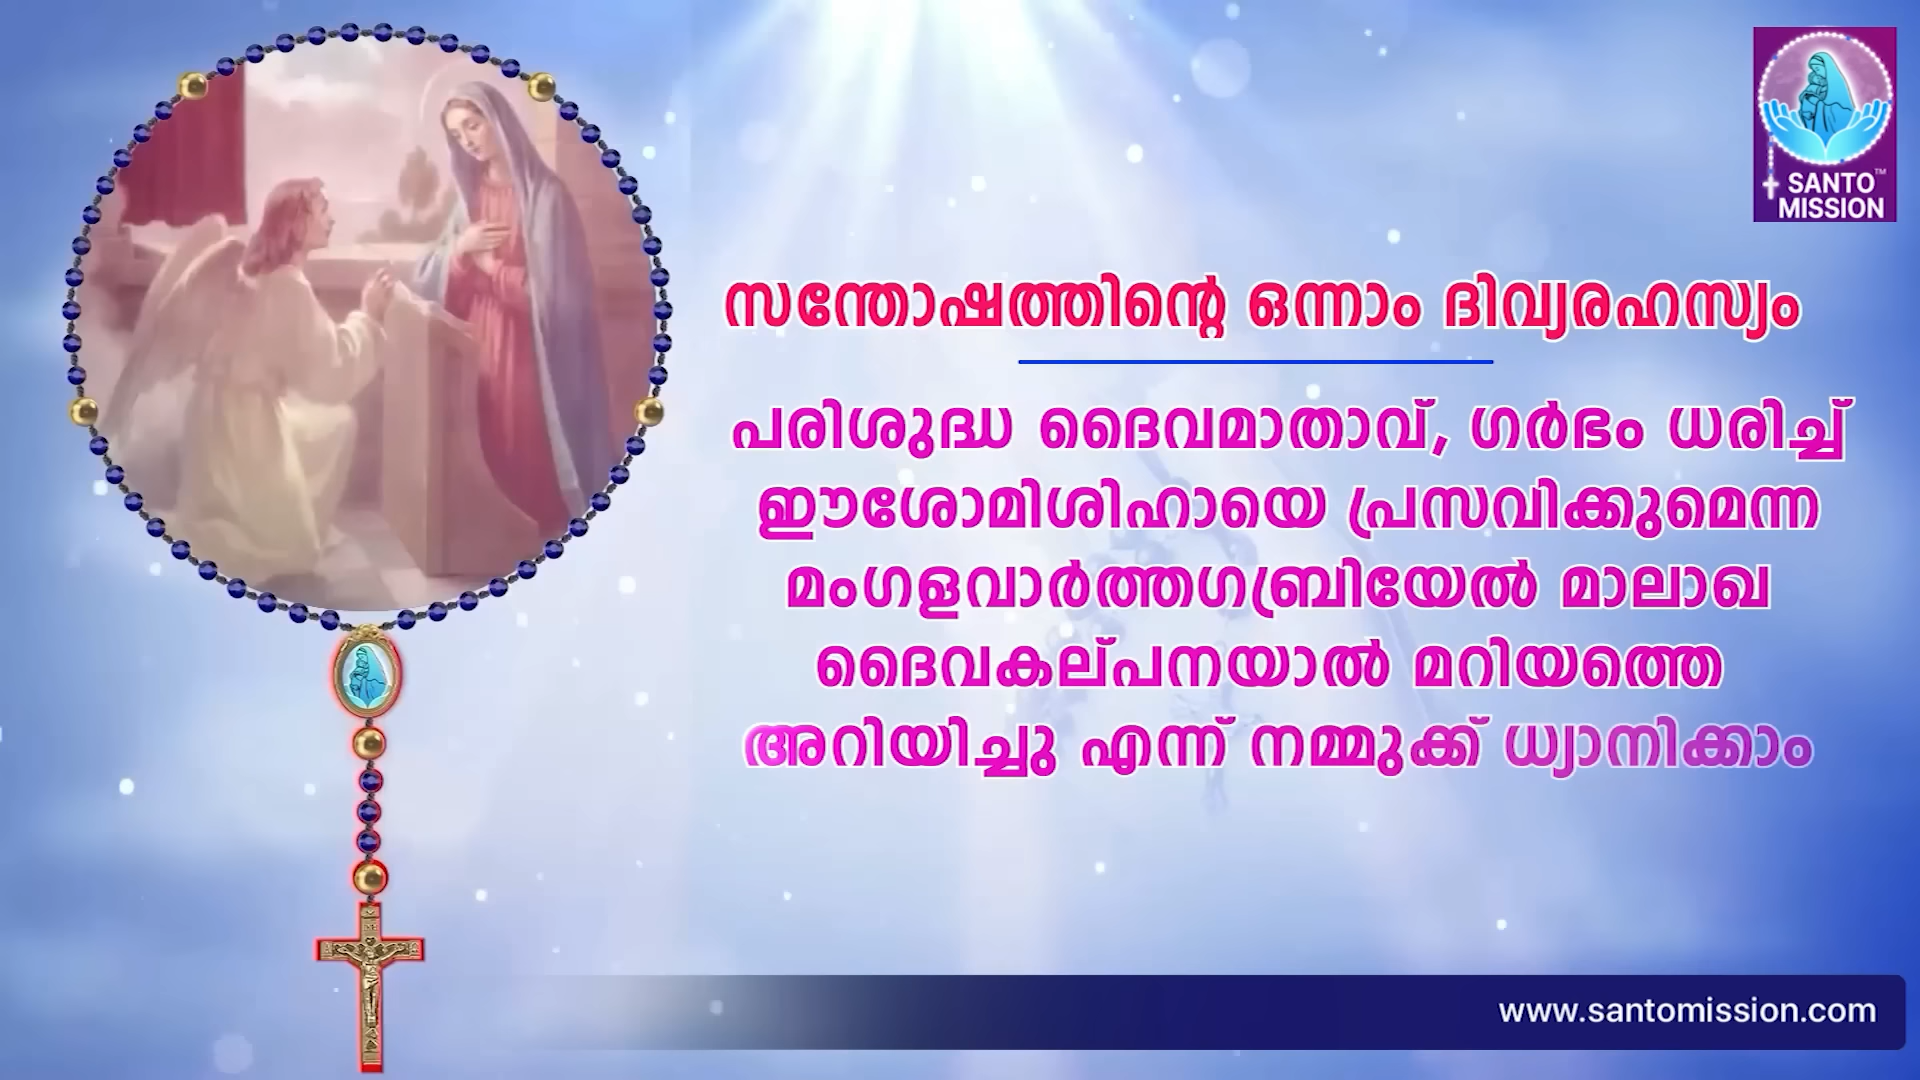 SANTO™
MISSION
സന്തോഷത്തിന്റെ ഒന്നാം ദിവ്യരഹസ്യം
പരിശുദ്ധ ദൈവമാതാവ്, ഗർഭം ധരിച്ച്
ഈശോമിശിഹായെ പ്രസവിക്കുമെന്ന
മംഗളവാർത്തഗബ്രിയേൽ മാലാഖ
ദൈവകല്പനയാൽ മറിയത്തെ
അറിയിച്ചു എന്ന് നമ്മുക്ക് ധ്യാനിക്കാം
www.santomission.com